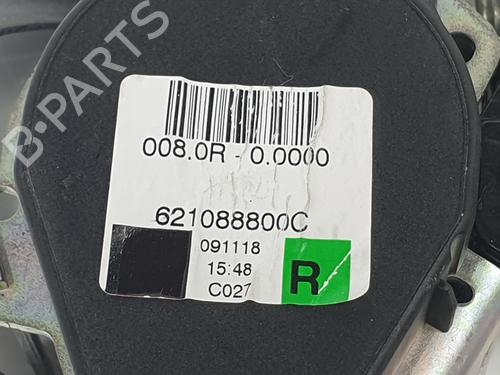 B-PARTS
008.0R - 0.0000
621088800C
091118
15:48
C027
R